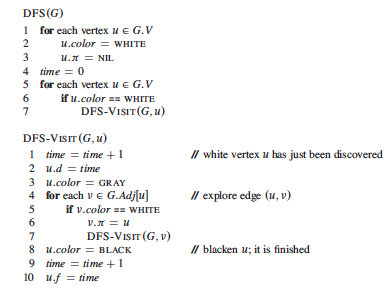 DFS(G)
1 for each vertex u ∈ G.V
2 u.color = WHITE
3 u.π = NIL
4 time = 0
5 for each vertex u ∈ G.V
6 if u.color == WHITE
7 DFS-VISIT(G, u)
DFS-VISIT(G, u)
1 time = time + 1 // white vertex u has just been discovered
2 u.d = time
3 u.color = GRAY
4 for each v ∈ G.Adj[u] // explore edge (u, v)
5 if v.color == WHITE
6 v.π = u
7 DFS-VISIT(G, v)
8 u.color = BLACK // blacken u; it is finished
9 time = time + 1
10 u.f = time